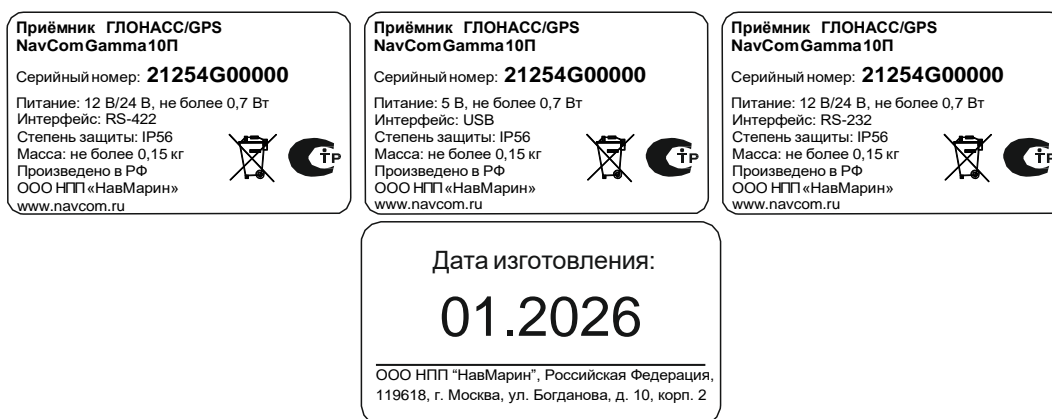 Приёмник ГЛОНАСС/GPS
NavCom Gamma 10П
Серийный номер: 21254G00000
Питание: 12 В/24 В, не более 0,7 Вт
Интерфейс: RS-422
Степень защиты: IP56
Масса: не более 0,15 кг
Произведено в РФ
ООО НПП «НавМарин»
www.navcom.ru
Приёмник ГЛОНАСС/GPS
NavCom Gamma 10П
Серийный номер: 21254G00000
Питание: 5 В, не более 0,7 Вт
Интерфейс: USB
Степень защиты: IP56
Масса: не более 0,15 кг
Произведено в РФ
ООО НПП «НавМарин»
www.navcom.ru
Приёмник ГЛОНАСС/GPS
NavCom Gamma 10П
Серийный номер: 21254G00000
Питание: 12 В/24 В, не более 0,7 Вт
Интерфейс: RS-232
Степень защиты: IP56
Масса: не более 0,15 кг
Произведено в РФ
ООО НПП «НавМарин»
www.navcom.ru
Дата изготовления:
01.2026
ООО НПП “НавМарин”, Российская Федерация,
119618, г. Москва, ул. Богданова, д. 10, корп. 2